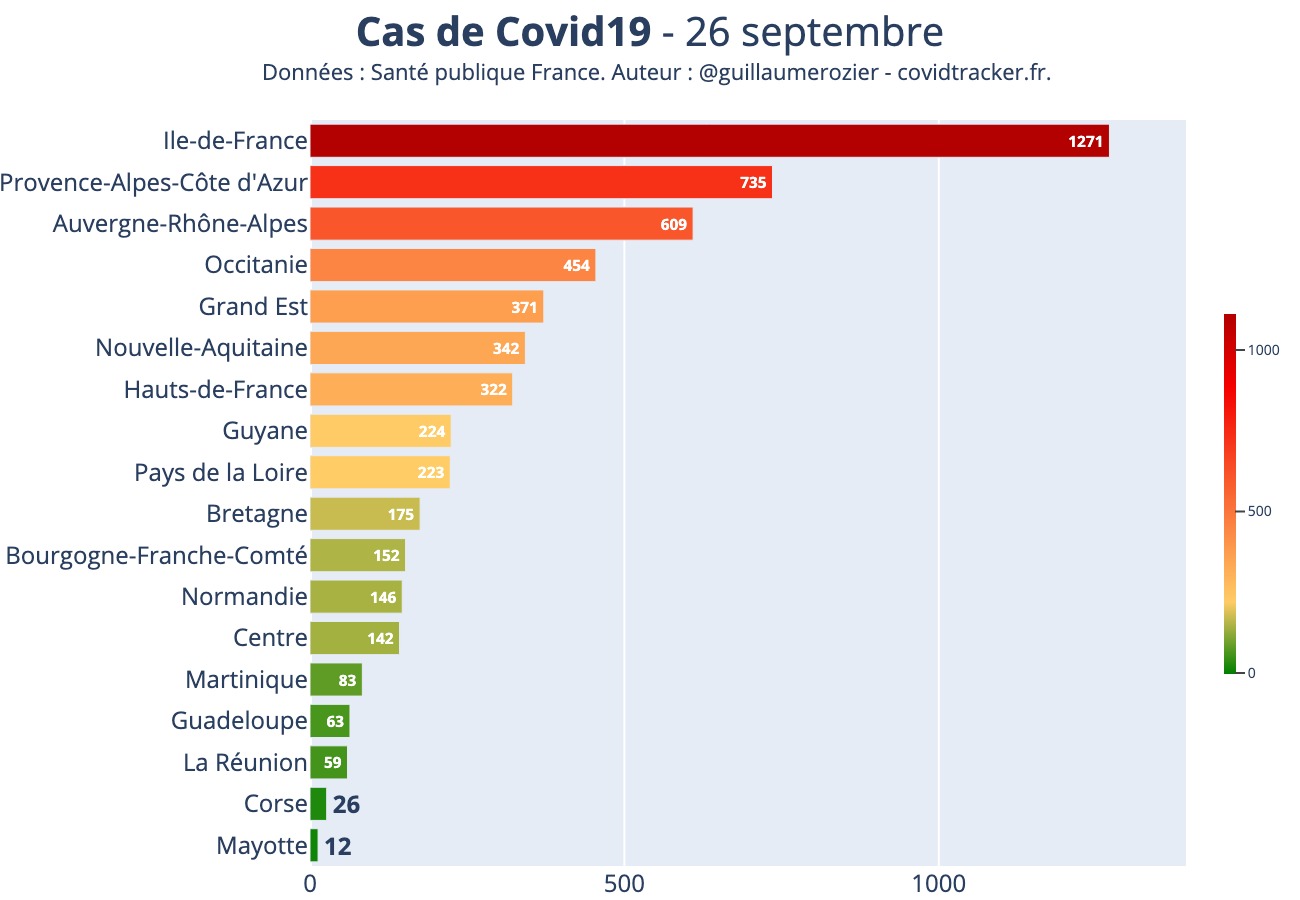 Cas de Covid19 - 26 septembre
Données : Santé publique France. Auteur : @guillaumerozier - covidtracker.fr.
Ile-de-France 1271
Provence-Alpes-Côte d'Azur 735
Auvergne-Rhône-Alpes 609
Occitanie 454
Grand Est 371
Nouvelle-Aquitaine 342
Hauts-de-France 322
Guyane 224
Pays de la Loire 223
Bretagne 175
Bourgogne-Franche-Comté 152
Normandie 146
Centre 142
Martinique 83
Guadeloupe 63
La Réunion 59
Corse 26
Mayotte 12
0 500 1000
1000
500
0